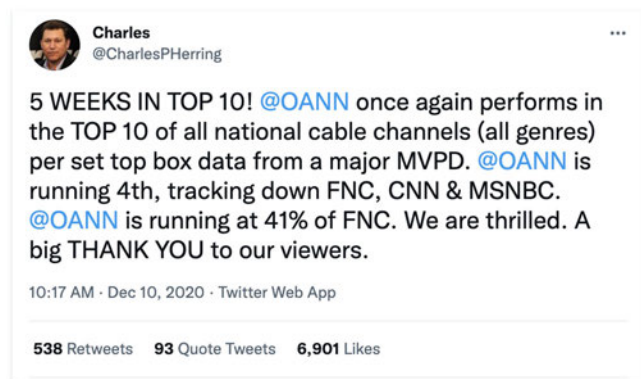 Charles
@CharlesPHerring
5 WEEKS IN TOP 10! @OANN once again performs in
the TOP 10 of all national cable channels (all genres)
per set top box data from a major MVPD. @OANN is
running 4th, tracking down FNC, CNN & MSNBC.
@OANN is running at 41% of FNC. We are thrilled. A
big THANK YOU to our viewers.
10:17 AM · Dec 10, 2020 · Twitter Web App
538 Retweets 93 Quote Tweets 6,901 Likes